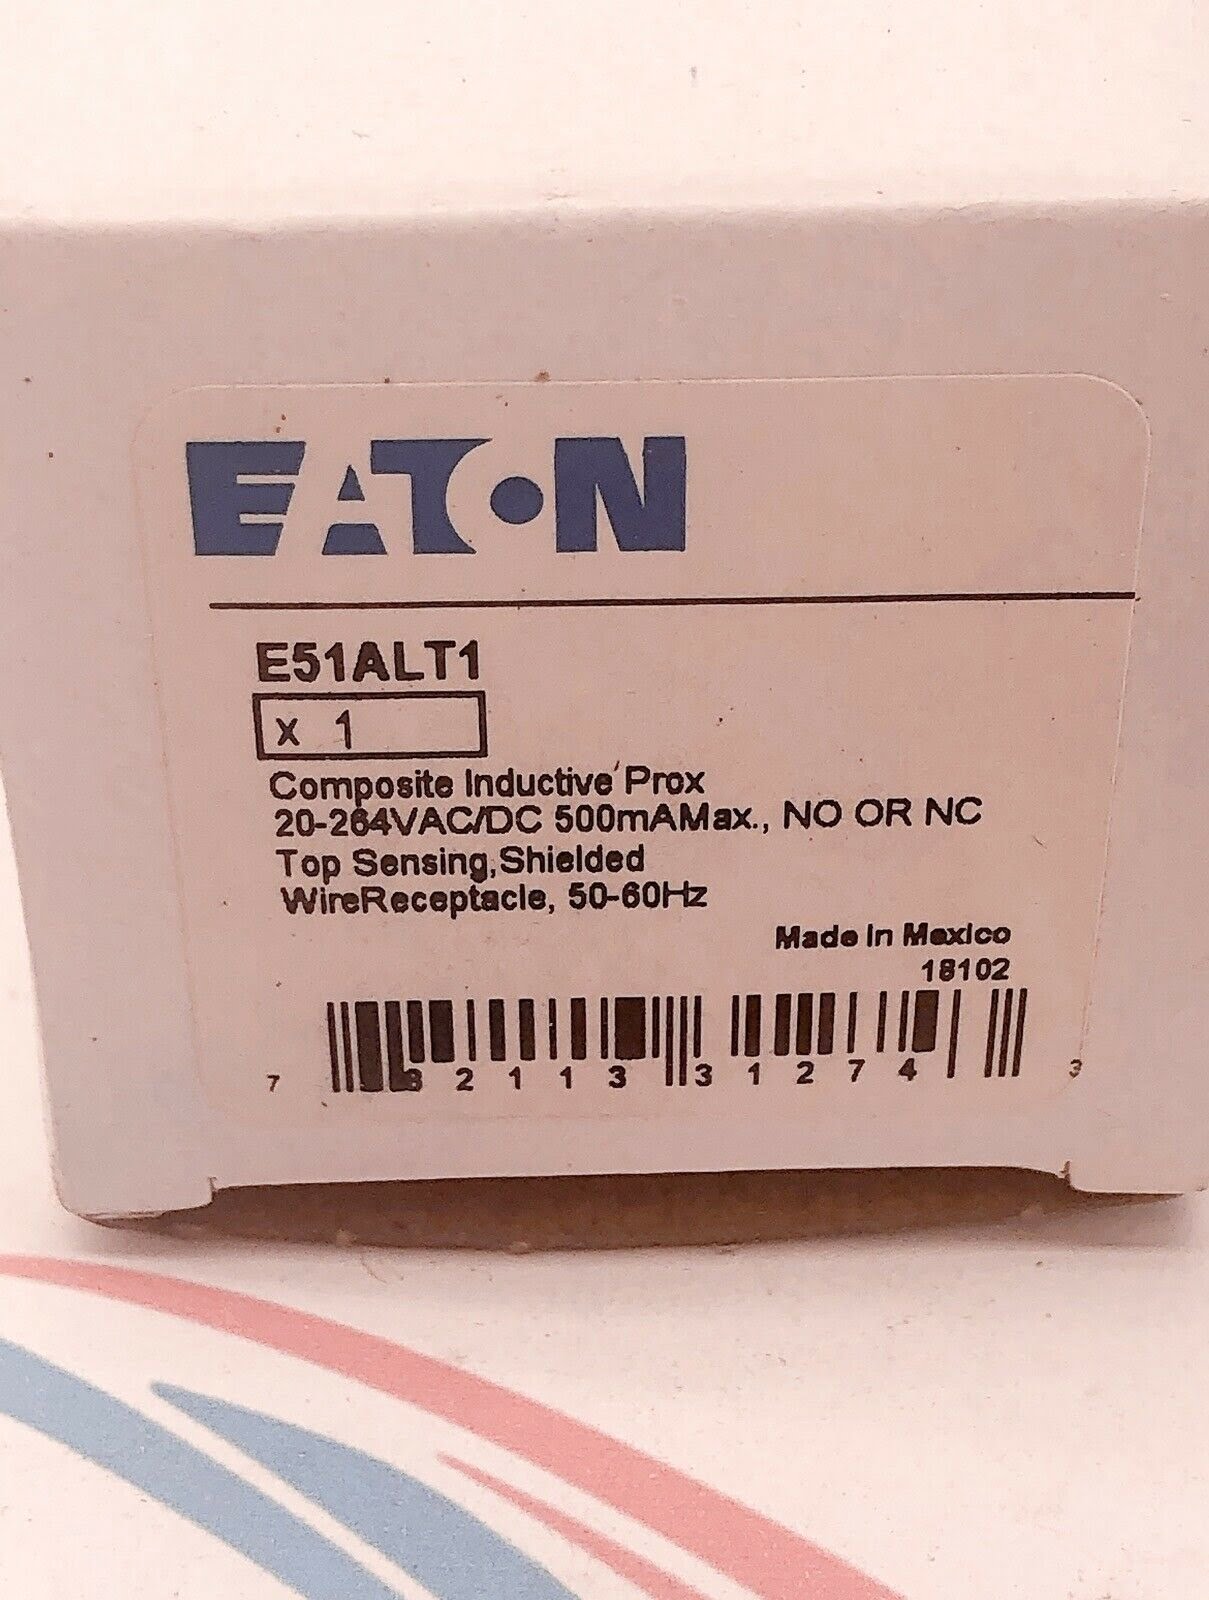 EATON
E51ALT1
x 1
Composite Inductive Prox
20-264VAC/DC 500mAMax., NO OR NC
Top Sensing,Shielded
WireReceptacle, 50-60Hz
Made In Mexico
18102
7 82113 31274 3